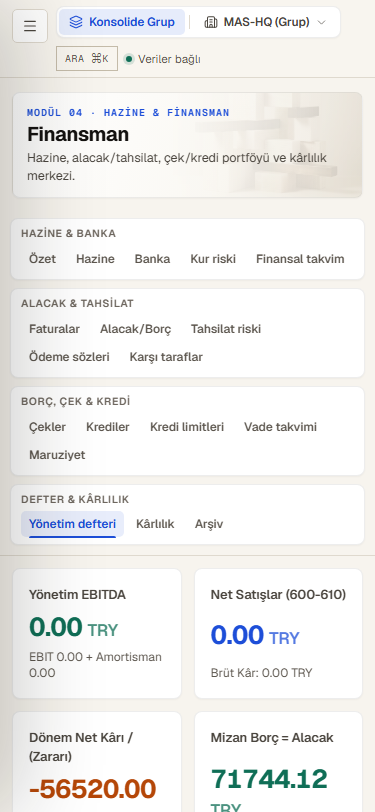 Konsolide Grup
MAS-HQ (Grup)
ARA ⌘K
Veriler bağlı
MODÜL 04 · HAZİNE & FİNANSMAN
Finansman
Hazine, alacak/tahsilat, çek/kredi portföyü ve kârlılık
merkezi.
HAZİNE & BANKA
Özet Hazine Banka Kur riski Finansal takvim
ALACAK & TAHSİLAT
Faturalar Alacak/Borç Tahsilat riski
Ödeme sözleri Karşı taraflar
BORÇ, ÇEK & KREDİ
Çekler Krediler Kredi limitleri Vade takvimi
Maruziyet
DEFTER & KÂRLILIK
Yönetim defteri Kârlılık Arşiv
Yönetim EBITDA
0.00 TRY
EBIT 0.00 + Amortisman
0.00
Net Satışlar (600-610)
0.00 TRY
Brüt Kâr: 0.00 TRY
Dönem Net Kârı /
(Zararı)
-56520.00
Mizan Borç = Alacak
71744.12
TRY